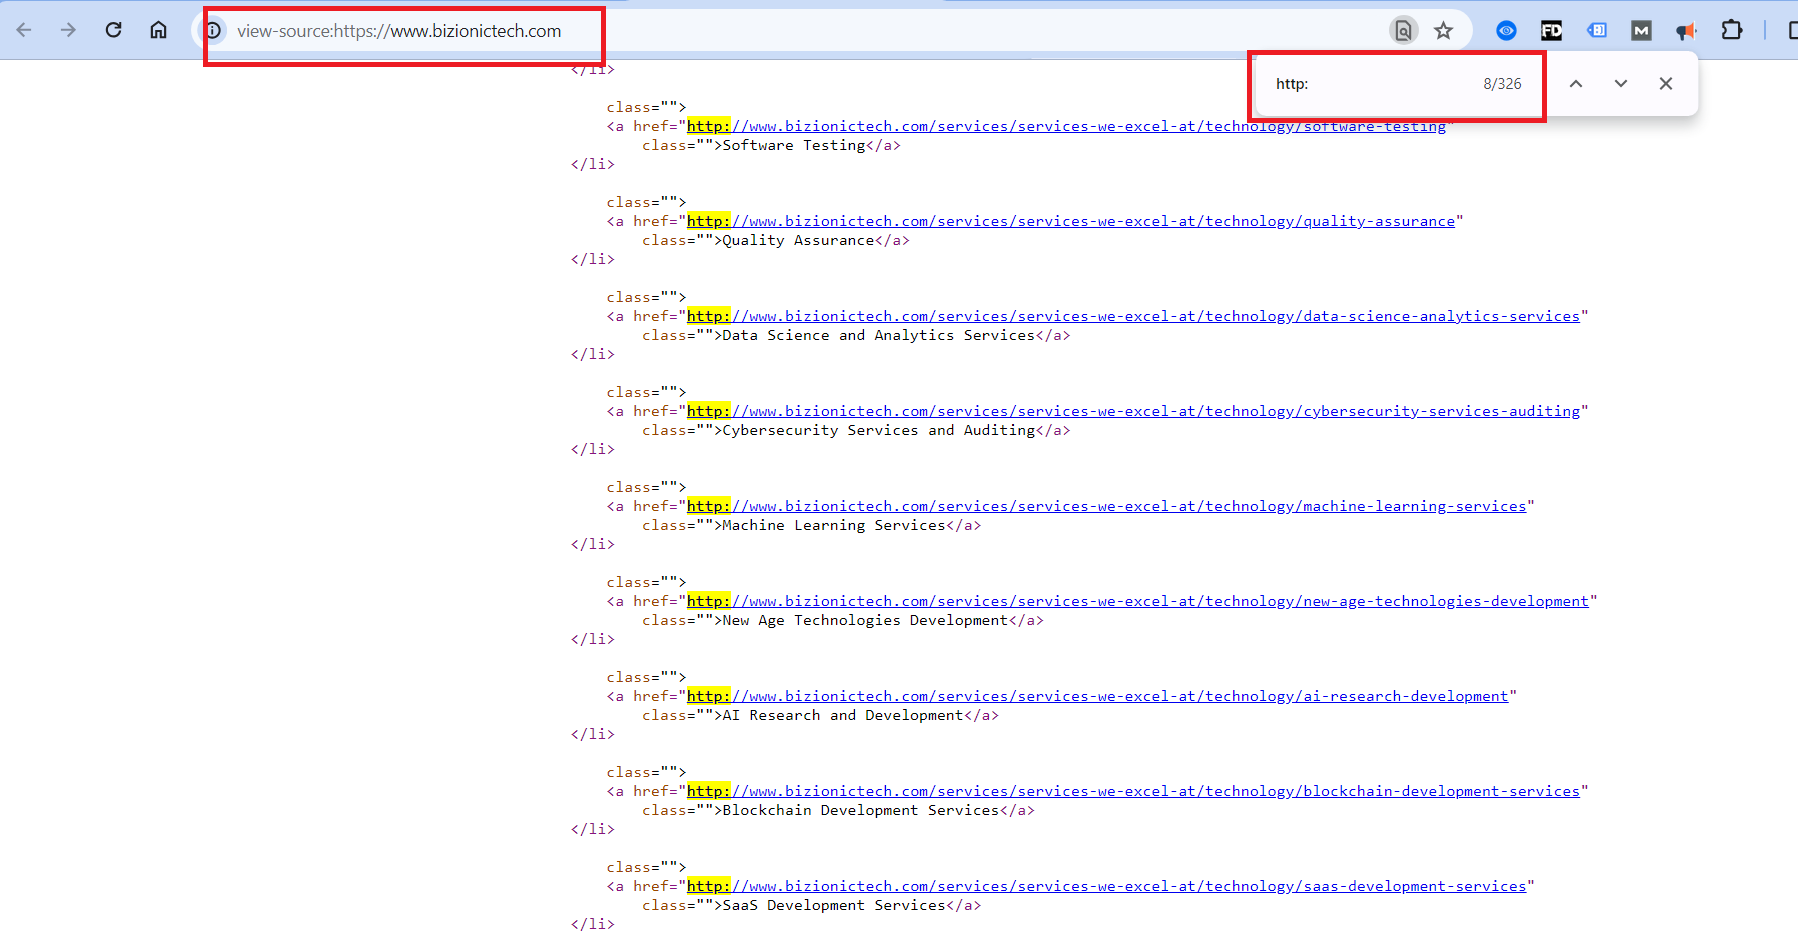 view-source:https://www.bizionictech.com
FD
M
http: 8/326
</li>
class="">
<a href="http://www.bizionictech.com/services/services-we-excel-at/technology/software-testing"
class="">Software Testing</a>
</li>
class="">
<a href="http://www.bizionictech.com/services/services-we-excel-at/technology/quality-assurance"
class="">Quality Assurance</a>
</li>
class="">
<a href="http://www.bizionictech.com/services/services-we-excel-at/technology/data-science-analytics-services"
class="">Data Science and Analytics Services</a>
</li>
class="">
<a href="http://www.bizionictech.com/services/services-we-excel-at/technology/cybersecurity-services-auditing"
class="">Cybersecurity Services and Auditing</a>
</li>
class="">
<a href="http://www.bizionictech.com/services/services-we-excel-at/technology/machine-learning-services"
class="">Machine Learning Services</a>
</li>
class="">
<a href="http://www.bizionictech.com/services/services-we-excel-at/technology/new-age-technologies-development"
class="">New Age Technologies Development</a>
</li>
class="">
<a href="http://www.bizionictech.com/services/services-we-excel-at/technology/ai-research-development"
class="">AI Research and Development</a>
</li>
class="">
<a href="http://www.bizionictech.com/services/services-we-excel-at/technology/blockchain-development-services"
class="">Blockchain Development Services</a>
</li>
class="">
<a href="http://www.bizionictech.com/services/services-we-excel-at/technology/saas-development-services"
class="">SaaS Development Services</a>
</li>